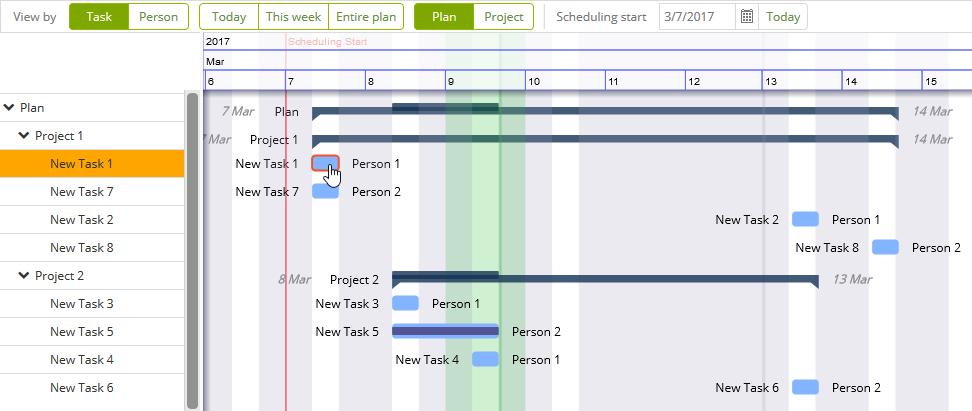 View by Task Person Today This week Entire plan Plan Project Scheduling start 3/7/2017 Today
2017 Scheduling Start
Mar
6 7 8 9 10 11 12 13 14 15
Plan 7 Mar Plan 14 Mar
Project 1 7 Mar Project 1 14 Mar
New Task 1 New Task 1 Person 1
New Task 7 New Task 7 Person 2
New Task 2 New Task 2 Person 1
New Task 8 New Task 8 Person 2
Project 2 8 Mar Project 2 13 Mar
New Task 3 New Task 3 Person 1
New Task 5 New Task 5 Person 2
New Task 4 New Task 4 Person 1
New Task 6 New Task 6 Person 2